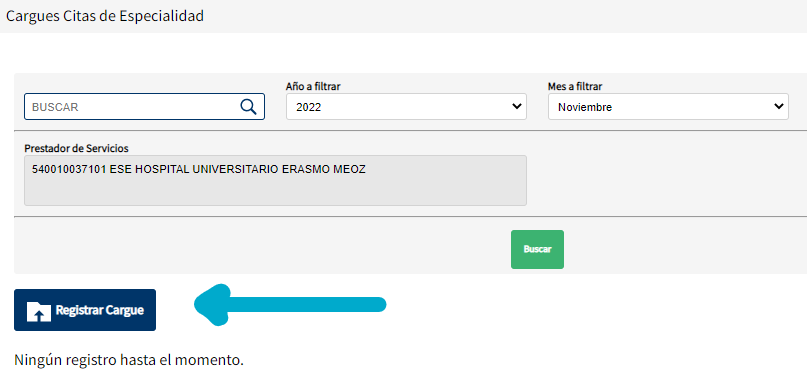 Cargues Citas de Especialidad
Año a filtrar
Mes a filtrar
BUSCAR
2022
Noviembre
Prestador de Servicios
540010037101 ESE HOSPITAL UNIVERSITARIO ERASMO MEOZ
Buscar
Registrar Cargue
Ningún registro hasta el momento.